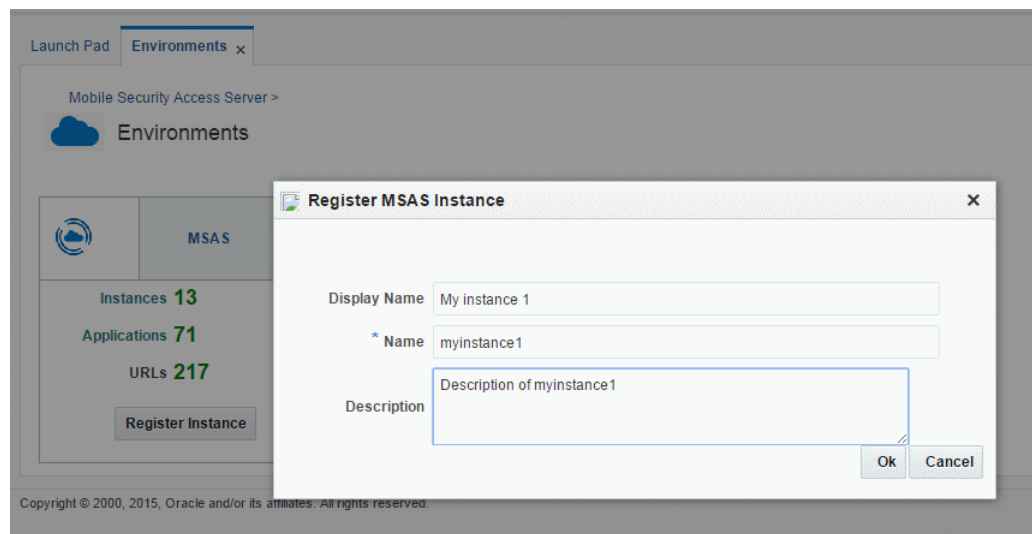 Launch Pad
Environments ×
Mobile Security Access Server >
Environments
MSAS
Instances 13
Applications 71
URLs 217
Register Instance
Register MSAS Instance ×
Display Name My instance 1
* Name myinstance1
Description Description of myinstance1
Ok Cancel
Copyright © 2000, 2015, Oracle and/or its affiliates. All rights reserved.